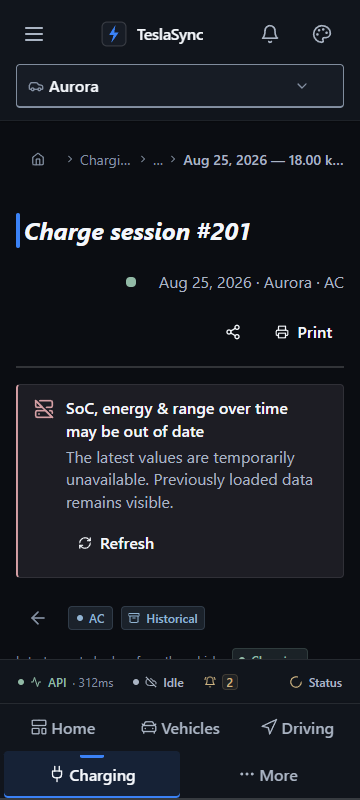 TeslaSync
Aurora
Chargi... > ... > Aug 25, 2026 — 18.00 k...
Charge session #201
Aug 25, 2026 · Aurora · AC
Print
SoC, energy & range over time
may be out of date
The latest values are temporarily
unavailable. Previously loaded data
remains visible.
Refresh
AC
Historical
API · 312ms
Idle
2
Status
Home
Vehicles
Driving
Charging
More